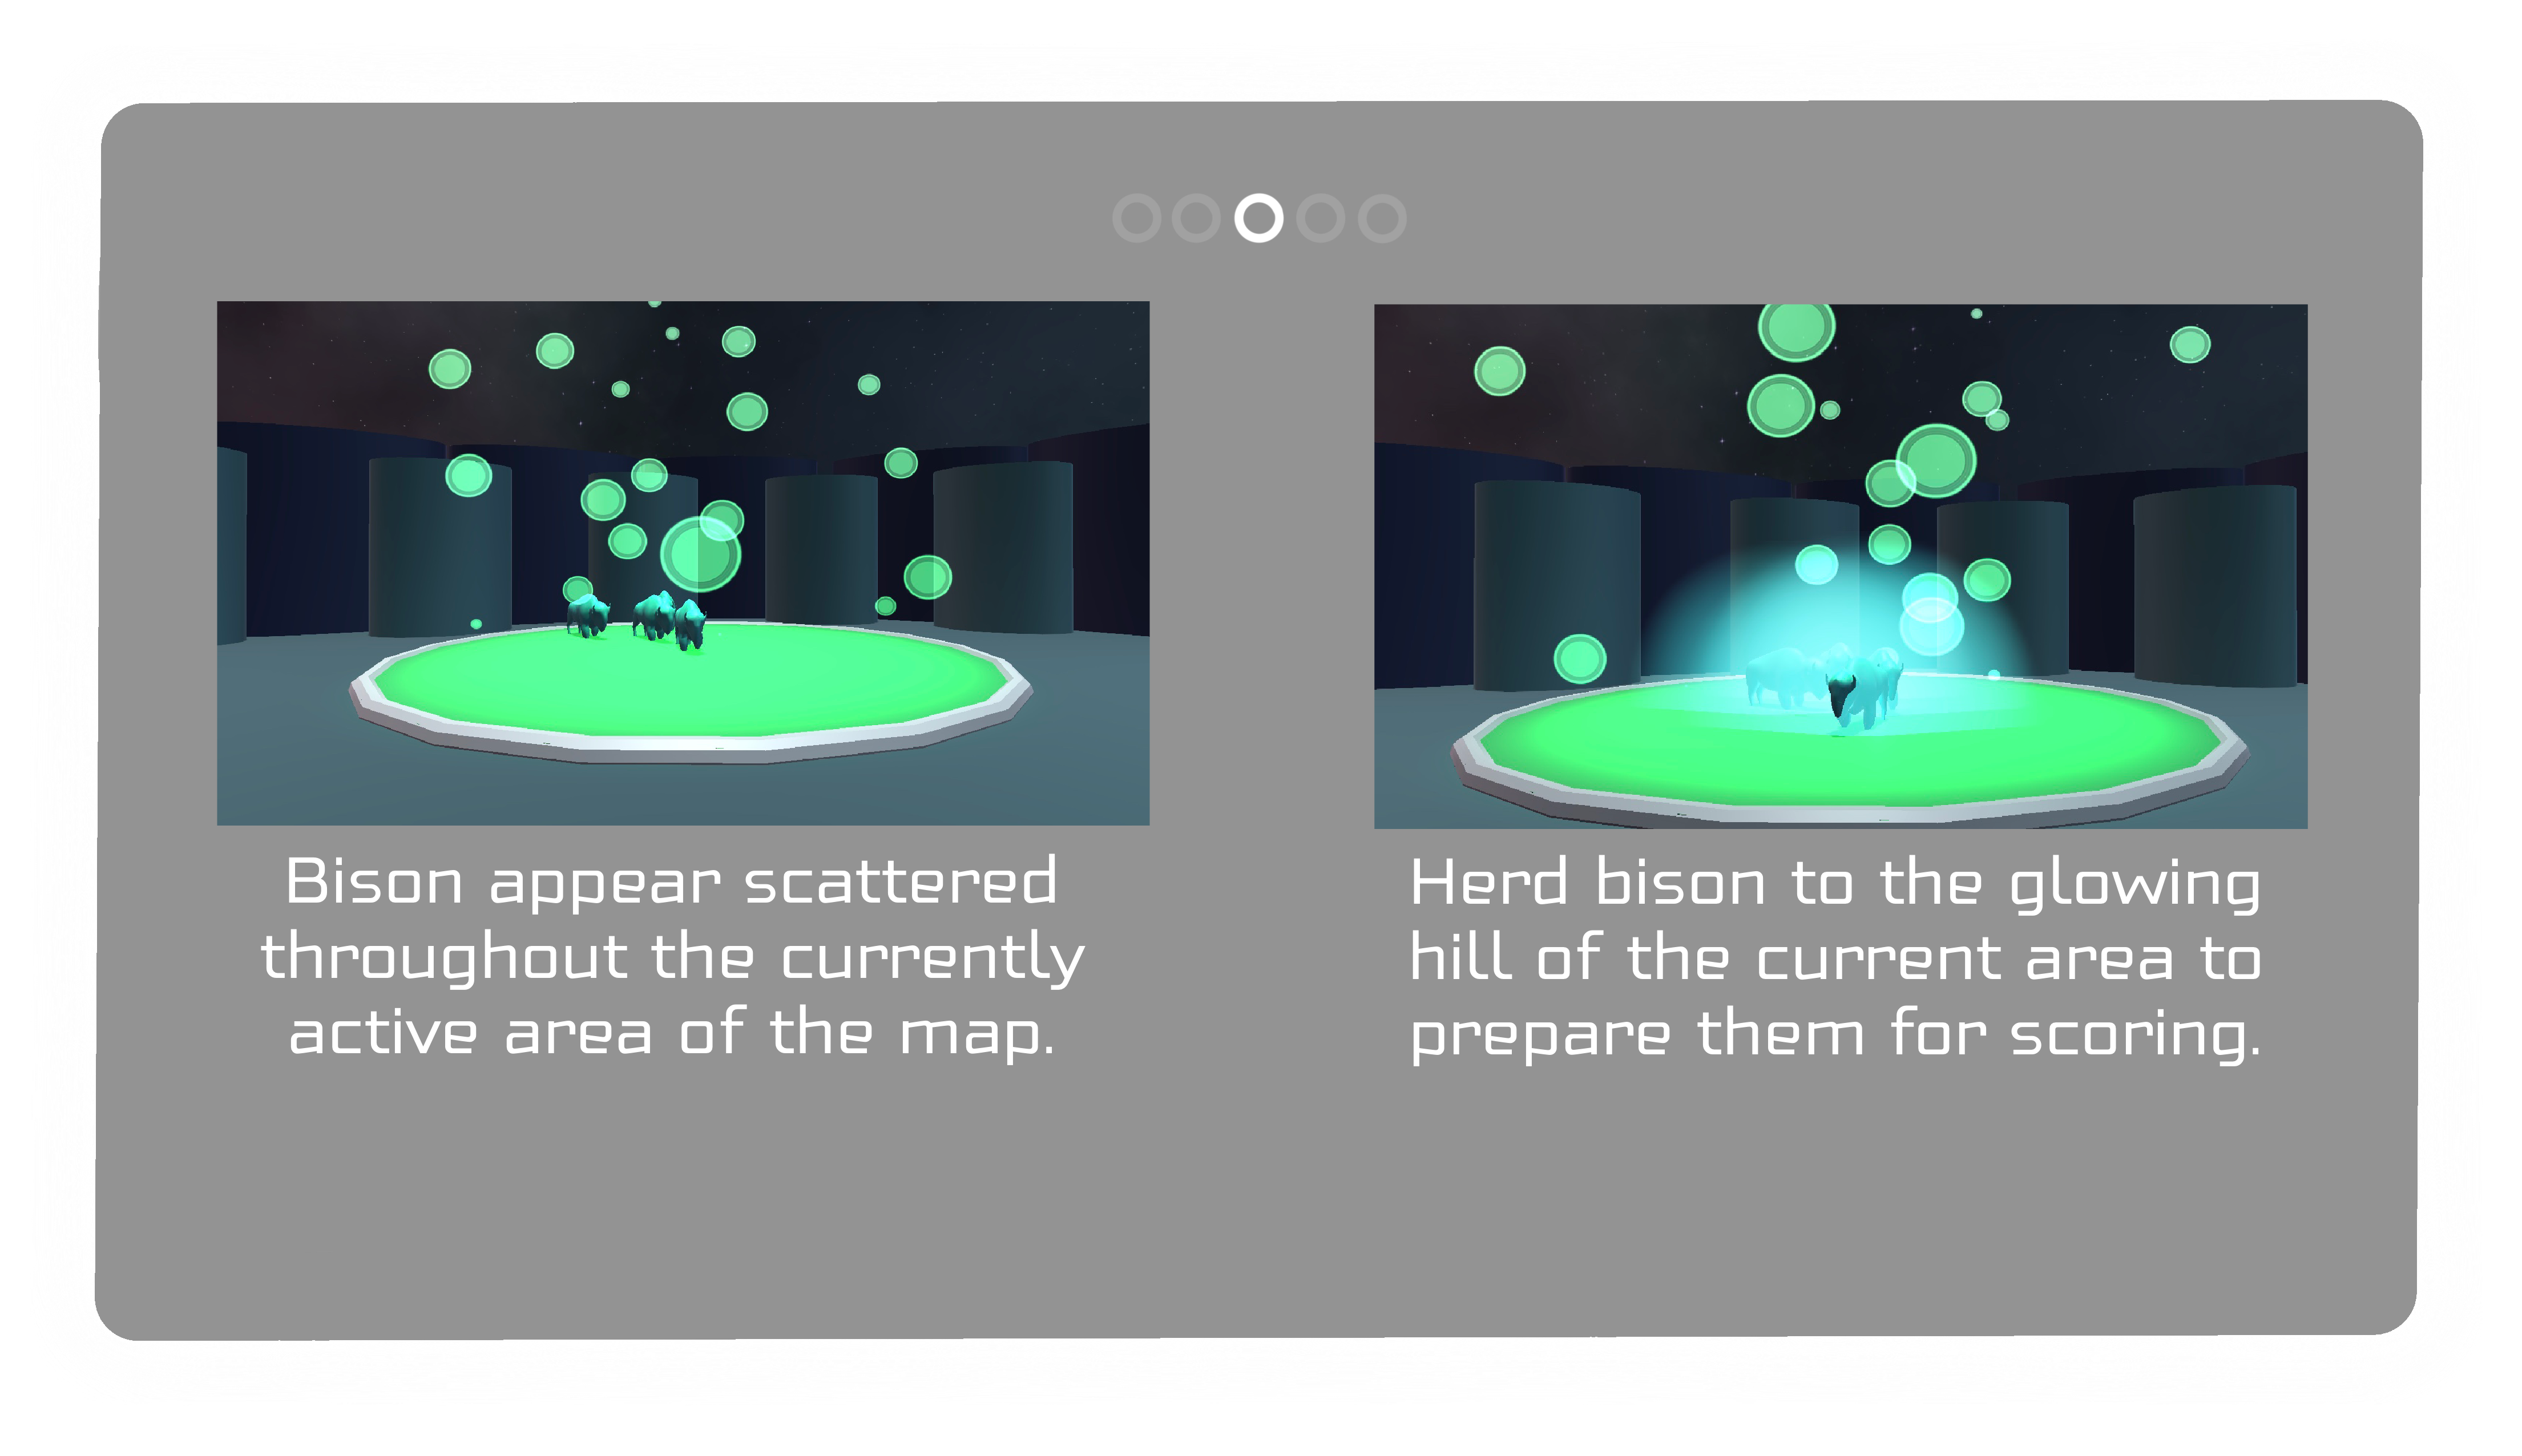 Bison appear scattered
throughout the currently
active area of the map.
Herd bison to the glowing
hill of the current area to
prepare them for scoring.